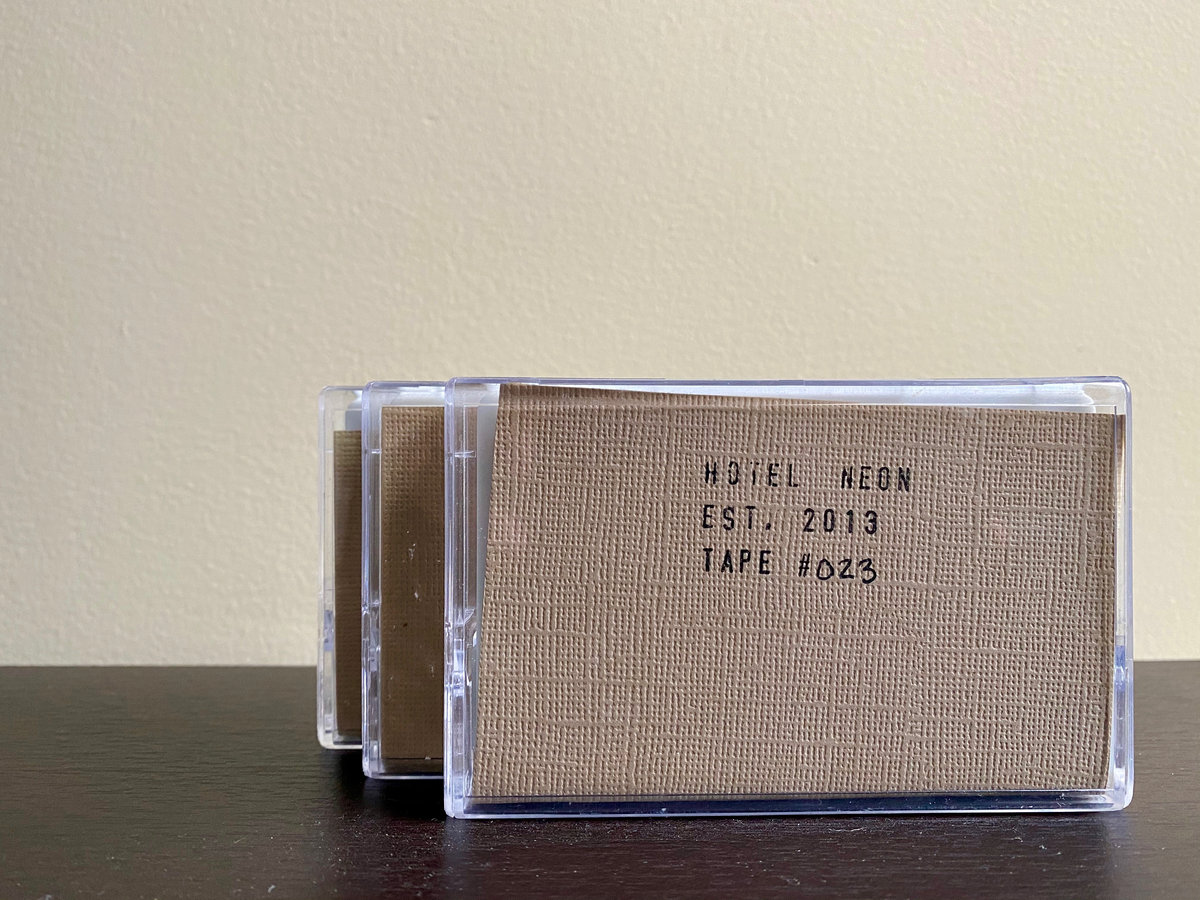 HOTEL NEON
EST. 2013
TAPE #023